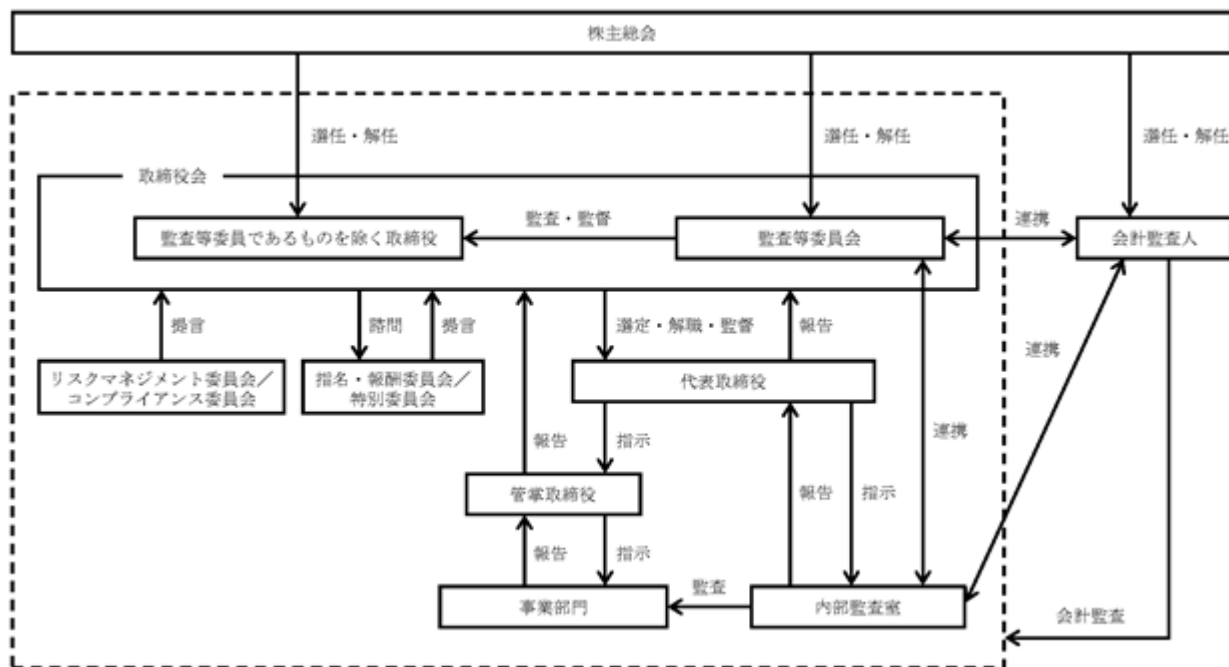 株主総会
選任・解任
選任・解任
選任・解任
取締役会
監査等委員であるものを除く取締役
監査・監督
監査等委員会
連携
会計監査人
提言
諮問
提言
選定・解職・監督
報告
連携
リスクマネジメント委員会／
コンプライアンス委員会
指名・報酬委員会／
特別委員会
代表取締役
報告
指示
連携
管掌取締役
報告
指示
報告
指示
事業部門
監査
内部監査室
会計監査